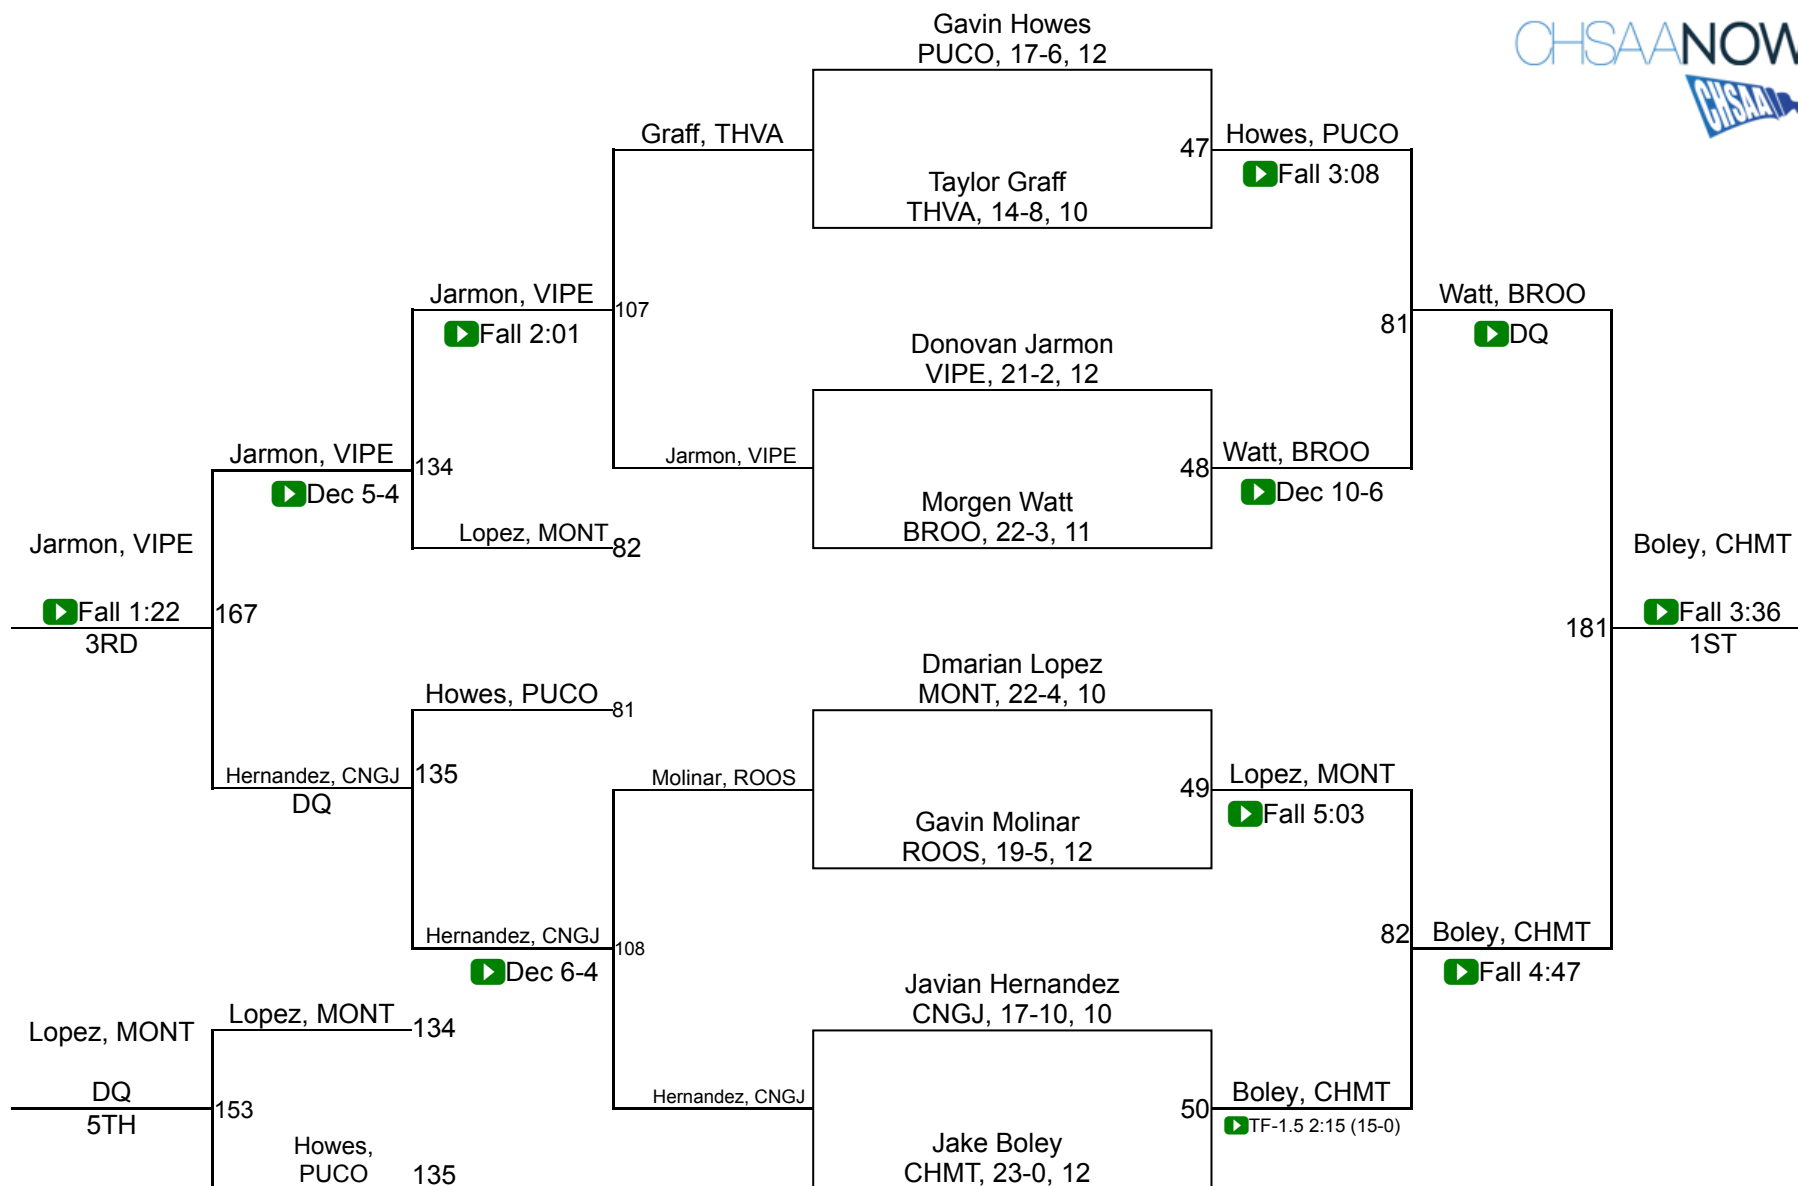 Gavin Howes
PUCO, 17-6, 12
CHSAANOW
CHSAA
Graff, THVA
47
Howes, PUCO
Fall 3:08
Taylor Graff
THVA, 14-8, 10
Jarmon, VIPE
107
Fall 2:01
Watt, BROO
81
DQ
Donovan Jarmon
VIPE, 21-2, 12
Jarmon, VIPE
134
Dec 5-4
Jarmon, VIPE
48
Watt, BROO
Dec 10-6
Morgen Watt
BROO, 22-3, 11
Lopez, MONT
82
Jarmon, VIPE
Fall 1:22
167
3RD
Boley, CHMT
181
Fall 3:36
1ST
Dmarian Lopez
MONT, 22-4, 10
Howes, PUCO
81
Hernandez, CNGJ
135
DQ
Molinar, ROOS
49
Lopez, MONT
Fall 5:03
Gavin Molinar
ROOS, 19-5, 12
Hernandez, CNGJ
108
Dec 6-4
82
Boley, CHMT
Fall 4:47
Javian Hernandez
CNGJ, 17-10, 10
Lopez, MONT
Lopez, MONT
134
DQ
153
5TH
Hernandez, CNGJ
50
Boley, CHMT
TF-1.5 2:15 (15-0)
Howes,
PUCO
135
Jake Boley
CHMT, 23-0, 12